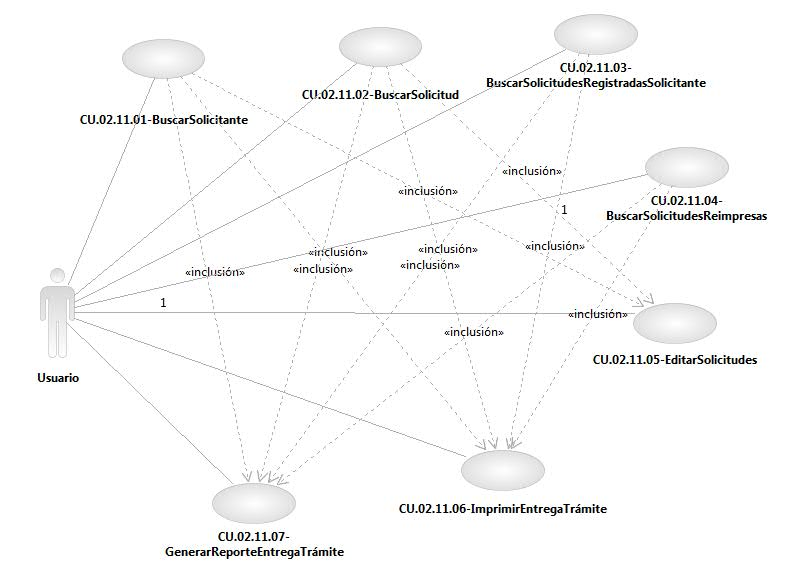 CU.02.11.03-
BuscarSolicitudesRegistradasSolicitante
CU.02.11.02-BuscarSolicitud
CU.02.11.01-BuscarSolicitante
«inclusión»
«inclusión»
CU.02.11.04-
BuscarSolicitudesReimpresas
1
«inclusión»
«inclusión»
«inclusión»
«inclusión»
«inclusión»
«inclusión»
1
«inclusión»
«inclusión»
CU.02.11.05-EditarSolicitudes
Usuario
CU.02.11.06-ImprimirEntregaTrámite
CU.02.11.07-
GenerarReporteEntregaTrámite